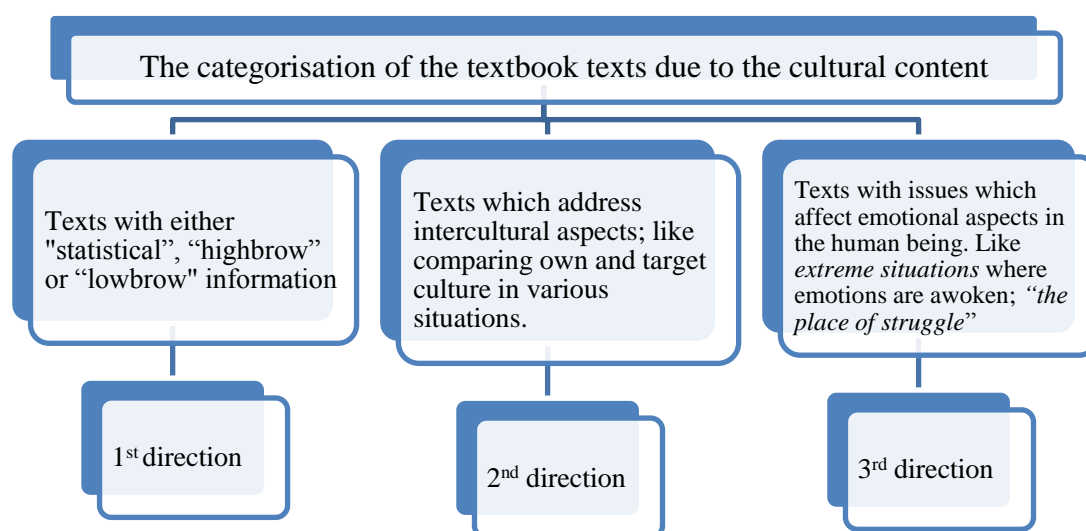 The categorisation of the textbook texts due to the cultural content
Texts with either
"statistical”, “highbrow”
or “lowbrow" information
Texts which address
intercultural aspects; like
comparing own and target
culture in various
situations.
Texts with issues which
affect emotional aspects in
the human being. Like
extreme situations where
emotions are awoken; “the
place of struggle”
1st direction
2nd direction
3rd direction